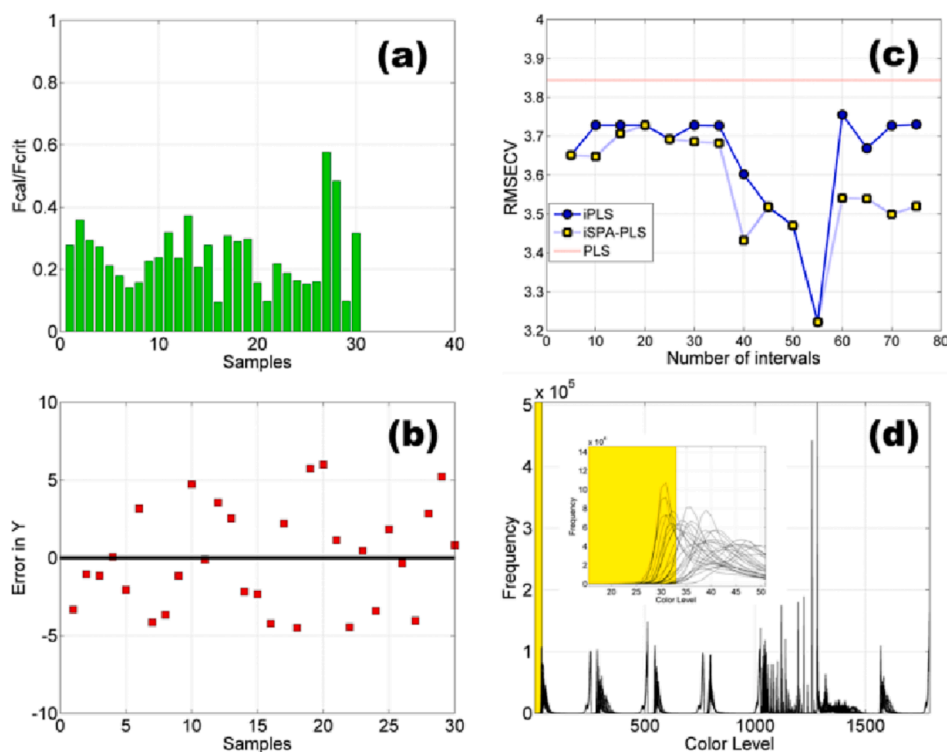 (a)
1
0.8
0.6
0.4
0.2
0
Fcal/Fcrit
0 10 20 30 40
Samples
(c)
4
3.9
3.8
3.7
3.6
3.5
3.4
3.3
3.2
RMSECV
iPLS
iSPA-PLS
PLS
0 10 20 30 40 50 60 70 80
Number of intervals
(b)
10
5
0
-5
-10
Error in Y
0 5 10 15 20 25 30
Samples
(d)
x 10⁵
5
4
3
2
1
0
Frequency
14
12
10
8
6
4
2
0
Frequency
20 25 30 35 40 45 50
Color Level
500 1000 1500
Color Level